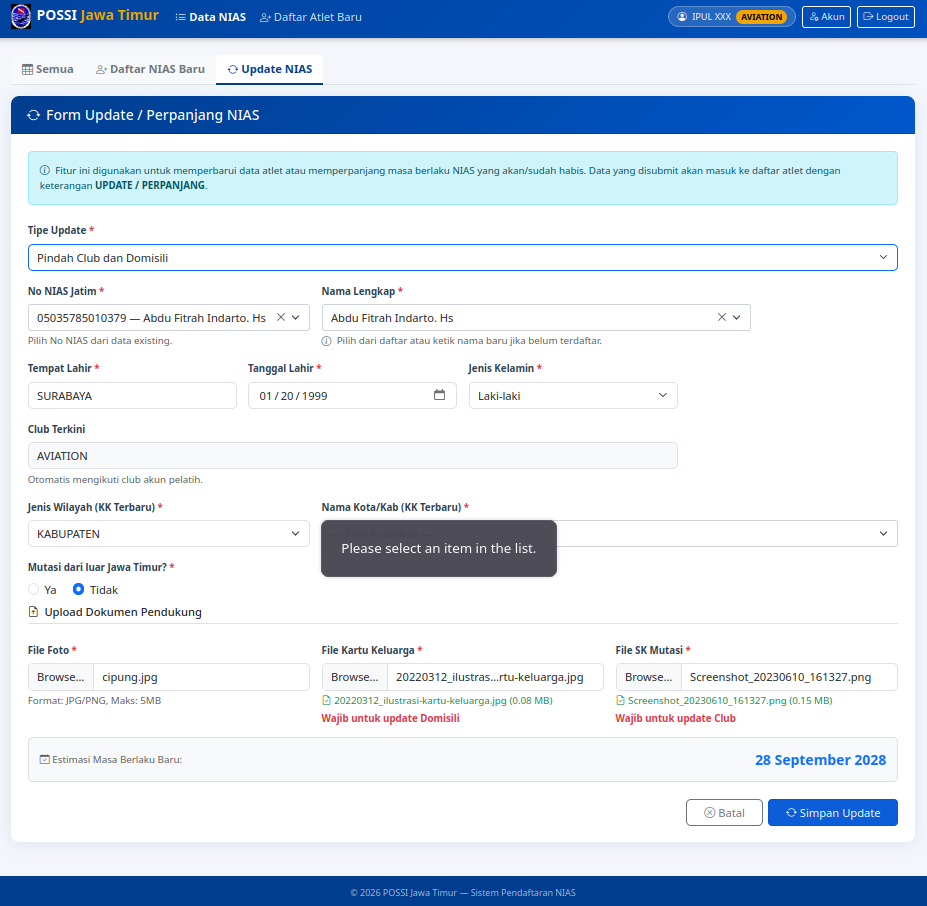 POSSI Jawa Timur
Data NIAS
Daftar Atlet Baru
IPUL XXX
AVIATION
Akun
Logout
Semua
Daftar NIAS Baru
Update NIAS
Form Update / Perpanjang NIAS
Fitur ini digunakan untuk memperbarui data atlet atau memperpanjang masa berlaku NIAS yang akan/sudah habis. Data yang disubmit akan masuk ke daftar atlet dengan
keterangan UPDATE / PERPANJANG.
Tipe Update *
Pindah Club dan Domisili
No NIAS Jatim *
Nama Lengkap *
05035785010379 — Abdu Fitrah Indarto. Hs
Abdu Fitrah Indarto. Hs
Pilih No NIAS dari data existing.
Pilih dari daftar atau ketik nama baru jika belum terdaftar.
Tempat Lahir *
Tanggal Lahir *
Jenis Kelamin *
SURABAYA
01 / 20 / 1999
Laki-laki
Club Terkini
AVIATION
Otomatis mengikuti club akun pelatih.
Jenis Wilayah (KK Terbaru) *
Nama Kota/Kab (KK Terbaru) *
KABUPATEN
Please select an item in the list.
Mutasi dari luar Jawa Timur? *
Ya
Tidak
Upload Dokumen Pendukung
File Foto *
File Kartu Keluarga *
File SK Mutasi *
Browse... cipung.jpg
Browse... 20220312_ilustras...rtu-keluarga.jpg
Browse... Screenshot_20230610_161327.png
Format: JPG/PNG, Maks: 5MB
20220312_ilustrasi-kartu-keluarga.jpg (0.08 MB)
Screenshot_20230610_161327.png (0.15 MB)
Wajib untuk update Domisili
Wajib untuk update Club
Estimasi Masa Berlaku Baru:
28 September 2028
Batal
Simpan Update
© 2026 POSSI Jawa Timur — Sistem Pendaftaran NIAS